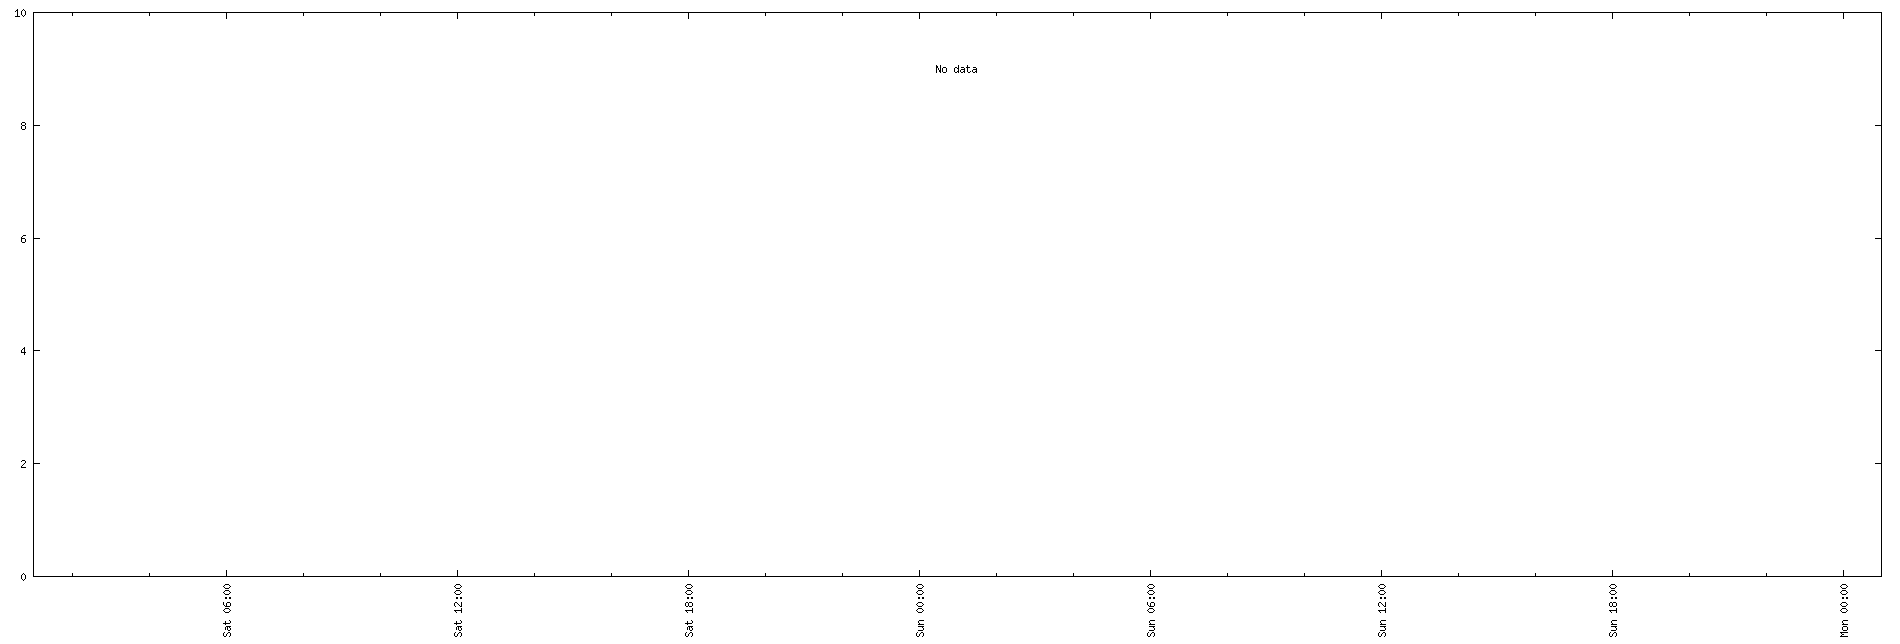 10
No data
8
6
4
2
0
Sat 06:00
Sat 12:00
Sat 18:00
Sun 00:00
Sun 06:00
Sun 12:00
Sun 18:00
Mon 00:00